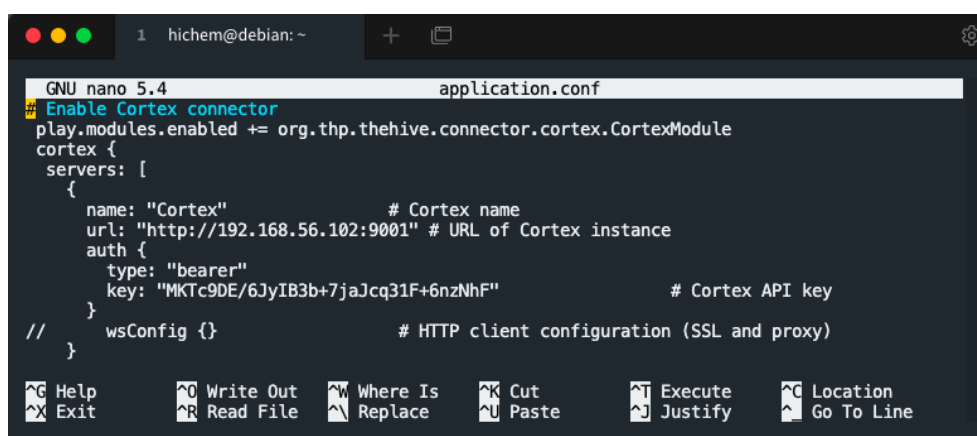 1 hichem@debian: ~
GNU nano 5.4 application.conf
# Enable Cortex connector
play.modules.enabled += org.thp.thehive.connector.cortex.CortexModule
cortex {
servers: [
{
name: "Cortex" # Cortex name
url: "http://192.168.56.102:9001" # URL of Cortex instance
auth {
type: "bearer"
key: "MKTc9DE/6JyIB3b+7jaJcq31F+6nzNhF" # Cortex API key
}
// wsConfig {} # HTTP client configuration (SSL and proxy)
}
^G Help ^O Write Out ^W Where Is ^K Cut ^T Execute ^C Location
^X Exit ^R Read File ^\ Replace ^U Paste ^J Justify ^_ Go To Line